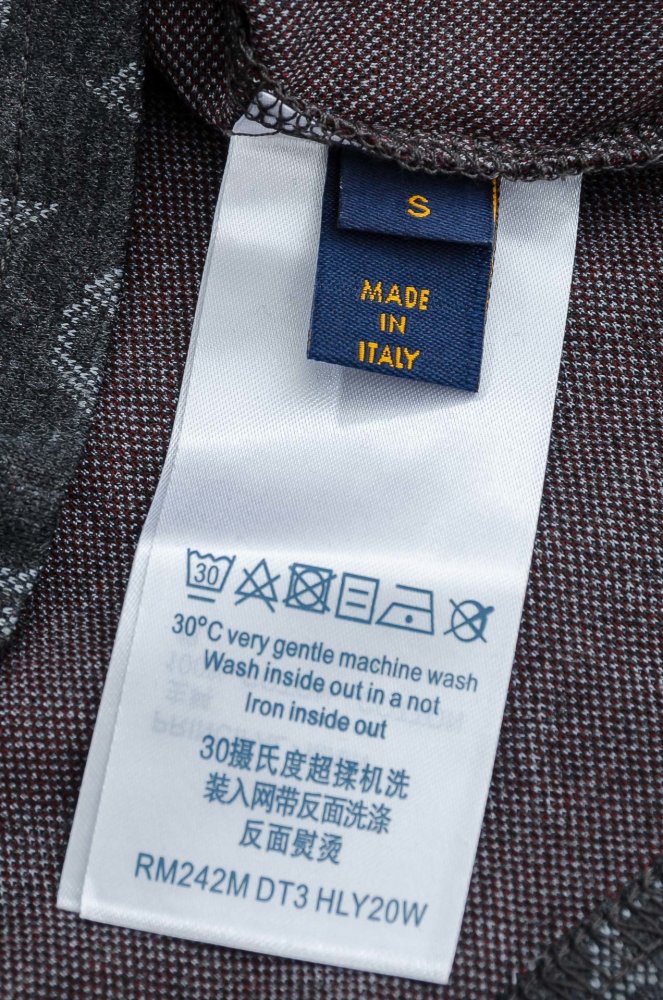 S
MADE
IN
ITALY
30
30°C very gentle machine wash
Wash inside out in a not
Iron inside out
30摄氏度超揉机洗
装入网带反面洗涤
反面熨烫
RM242M DT3 HLY20W